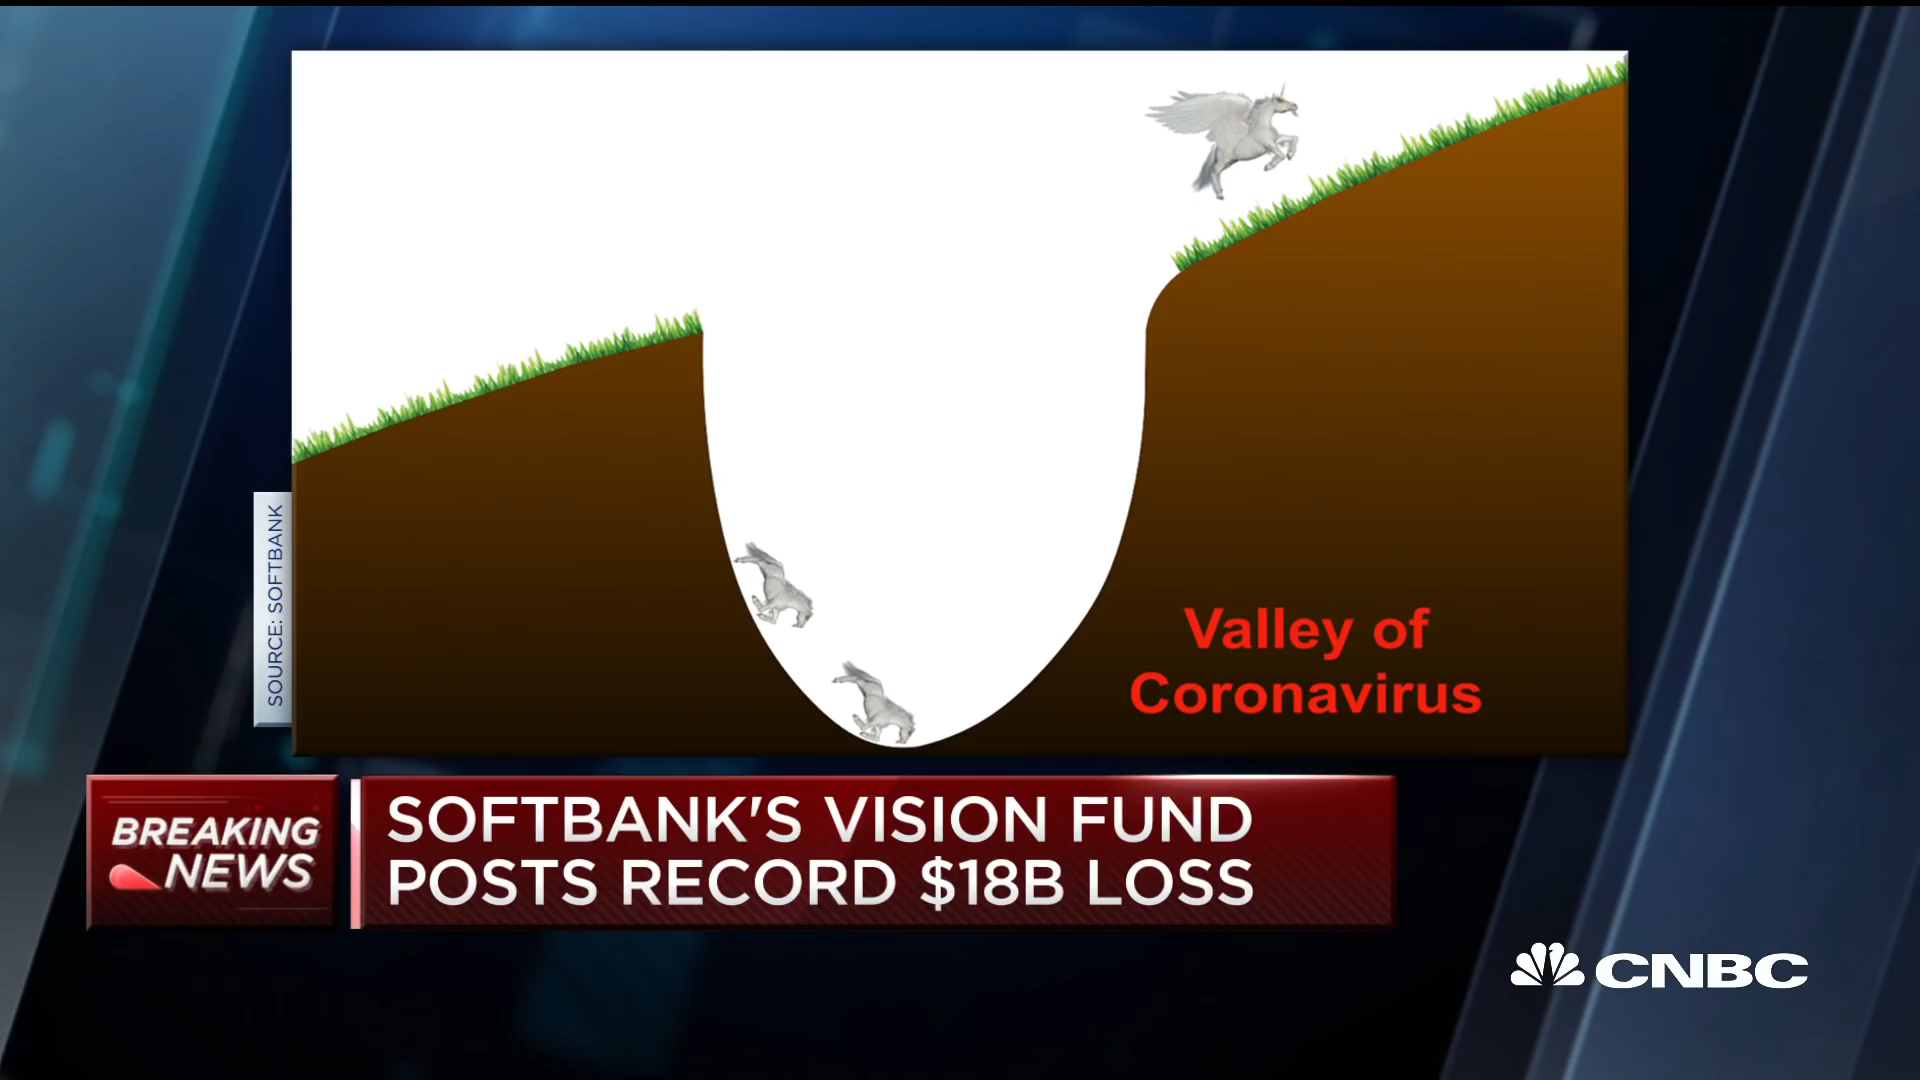 SOURCE: SOFTBANK
Valley of
Coronavirus
BREAKING
NEWS
SOFTBANK'S VISION FUND
POSTS RECORD $18B LOSS
CNBC